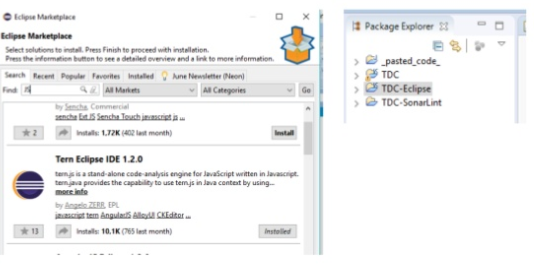 Eclipse Marketplace
Eclipse Marketplace
Select solutions to install. Press Finish to proceed with installation.
Press the information button to see a detailed overview and a link to more information.
Search Recent Popular Favorites Installed June Newsletter (Neon)
Find: JS All Markets All Categories Go
by Sencha, Commercial
sencha Ext JS Sencha Touch javascript js ...
2 Installs: 1,72K (402 last month) Install
Tern Eclipse IDE 1.2.0
tern.js is a stand-alone code-analysis engine for JavaScript written in Javascript.
tern.java provides the capability to use tern.js in Java context by using...
more info
by Angelo ZERR, EPL
javascript tern AngularJS AlloyUI CKEditor ...
13 Installs: 10,1K (765 last month) Installed
Package Explorer
_pasted_code_
TDC
TDC-Eclipse
TDC-SonarLint